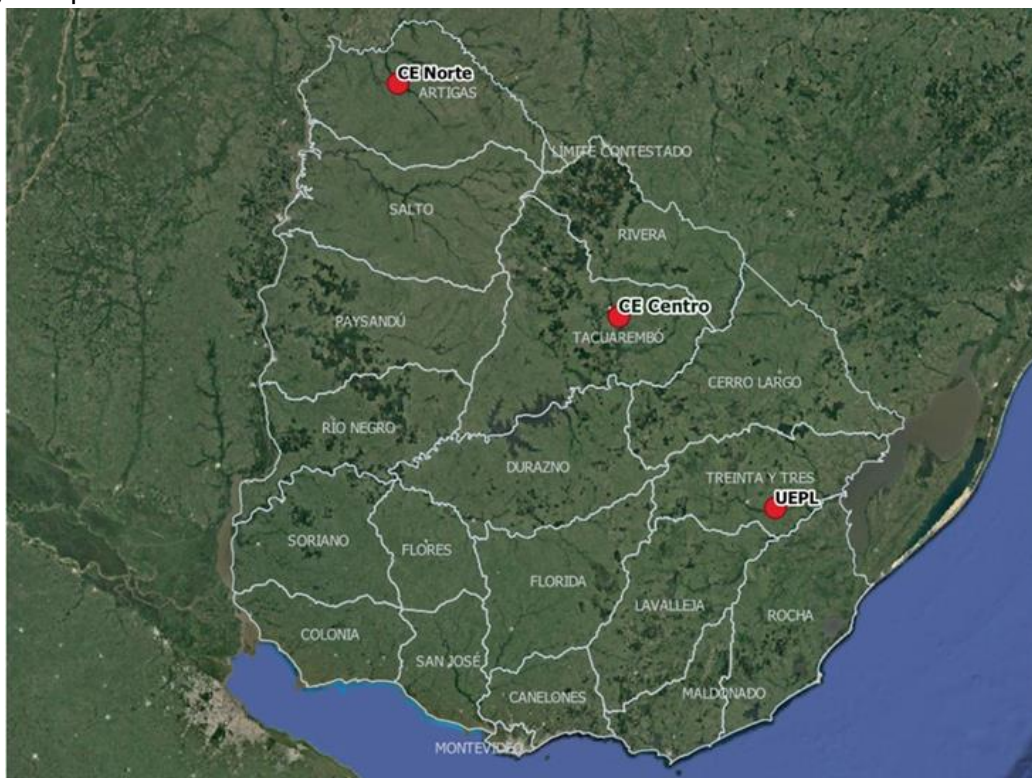 CE Norte
ARTIGAS
LÍMITE CONTESTADO
SALTO
RIVERA
CE Centro
PAYSANDÚ
TACUAREMBÓ
CERRO LARGO
RÍO NEGRO
DURAZNO
TREINTA Y TRES
UEPL
SORIANO
FLORES
FLORIDA
LAVALLEJA
ROCHA
COLONIA
SAN JOSÉ
CANELONES
MALDONADO
MONTEVIDEO